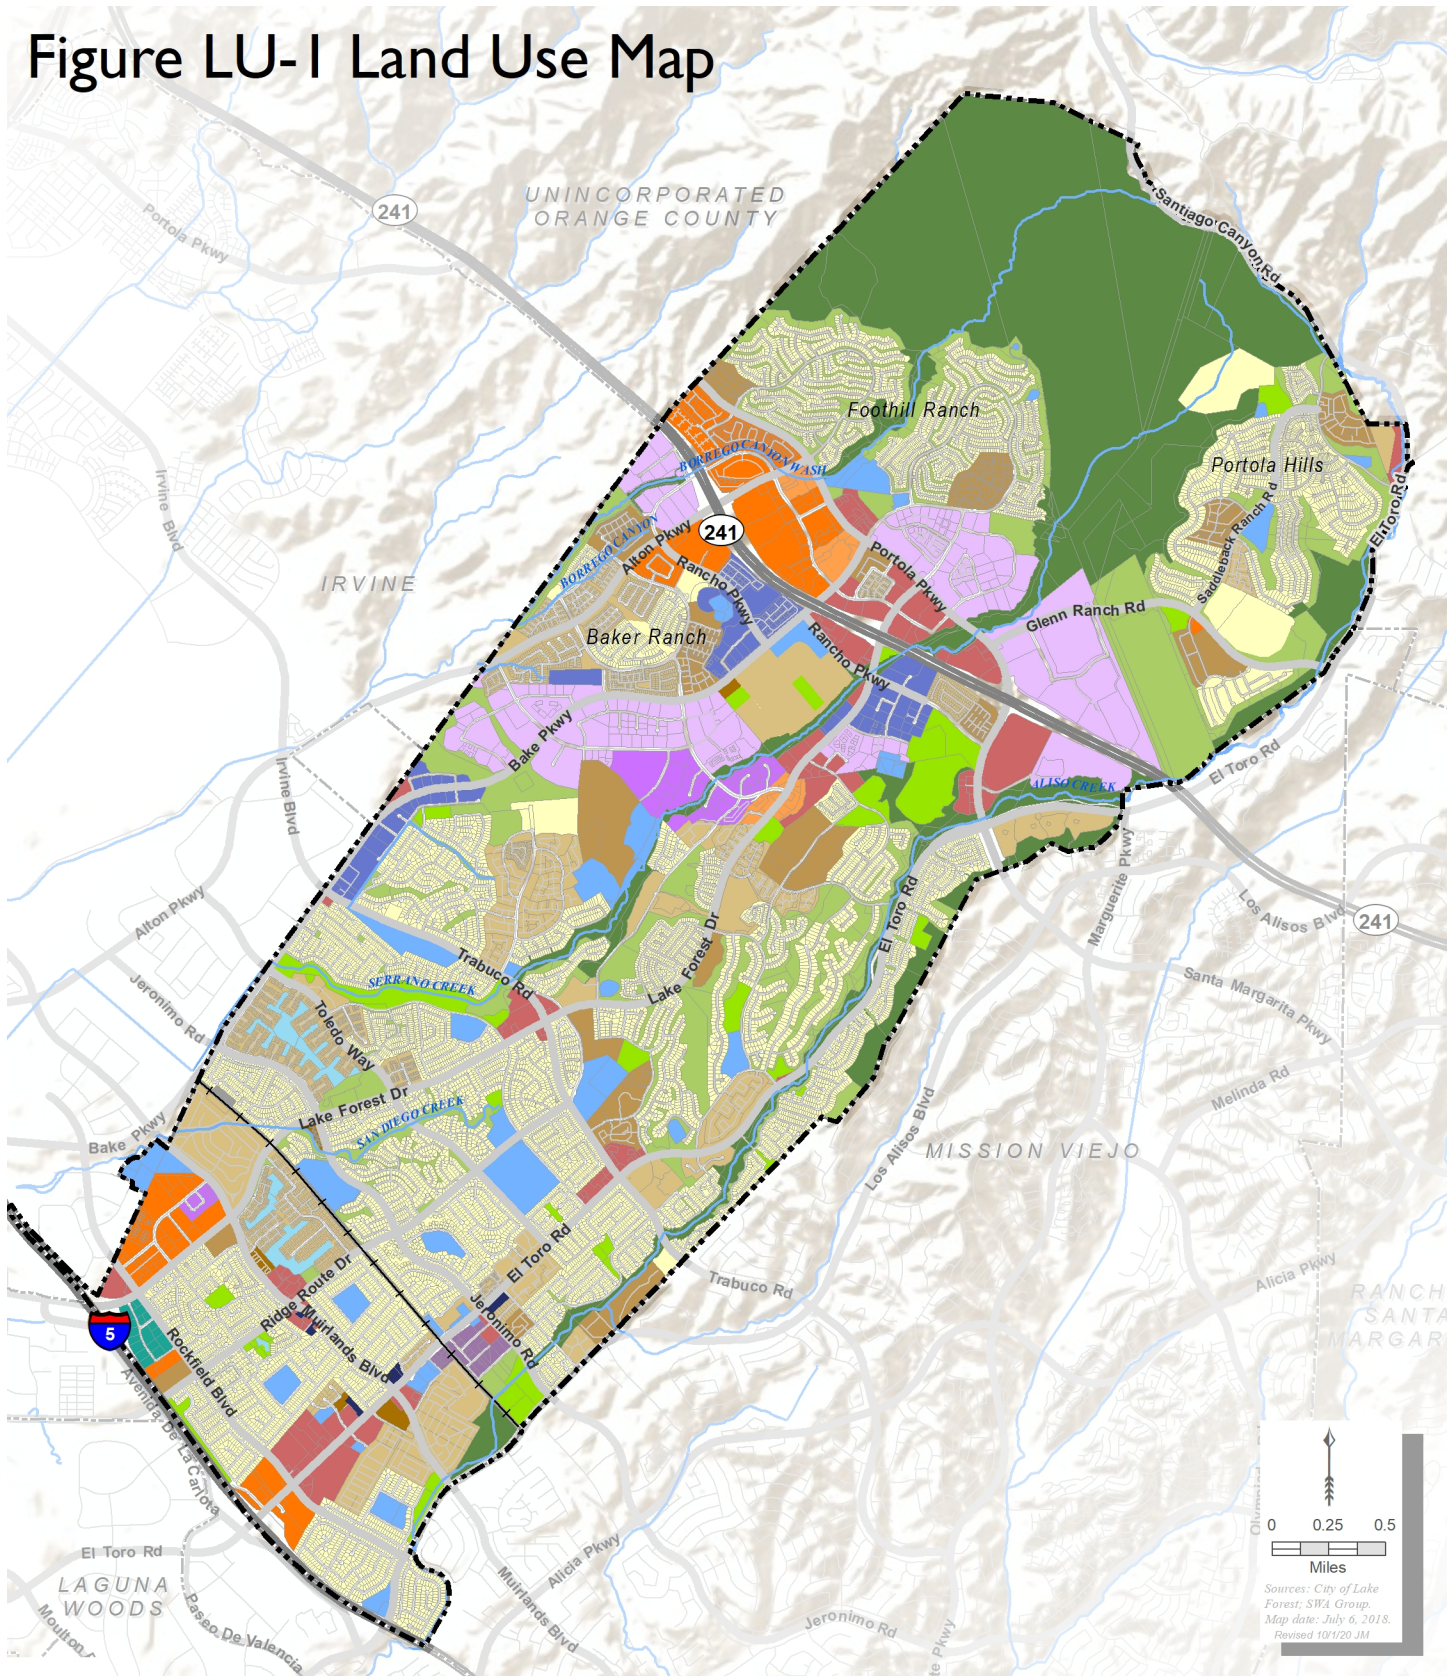 Figure LU-1 Land Use Map
UNINCORPORATED
ORANGE COUNTY
241
Portola Pkwy
Santiago Canyon Rd
Foothill Ranch
Portola Hills
BORREGO CANYON WASH
BORREGO CANYON
Alton Pkwy
241
Rancho Pkwy
Portola Pkwy
Saddleback Ranch Rd
El Toro Rd
Irvine Blvd
IRVINE
Baker Ranch
Rancho Pkwy
Glenn Ranch Rd
Bake Pkwy
El Toro Rd
ALISO CREEK
Irvine Blvd
Marguerite Pkwy
Los Alisos Blvd
241
Alton Pkwy
El Toro Rd
Trabuco Rd
Lake Forest Dr
SERRANO CREEK
Santa Margarita Pkwy
Jeronimo Rd
Toledo Way
Melinda Rd
Lake Forest Dr
SAN DIEGO CREEK
Bake Pkwy
Los Alisos Blvd
MISSION VIEJO
El Toro Rd
Trabuco Rd
Alicia Pkwy
RANCH
SANTA
MARGAR
Ridge Route Dr
Muirlands Blvd
Jeronimo Rd
5
Rockfield Blvd
Avenida De La Carlota
El Toro Rd
LAGUNA
WOODS
Moulton
Paseo De Valencia
Muirlands Blvd
Alicia Pkwy
Jeronimo Rd
te Pkwy
0 0.25 0.5
Miles
Sources: City of Lake
Forest; SWA Group.
Map date: July 6, 2018.
Revised 10/1/20 JM